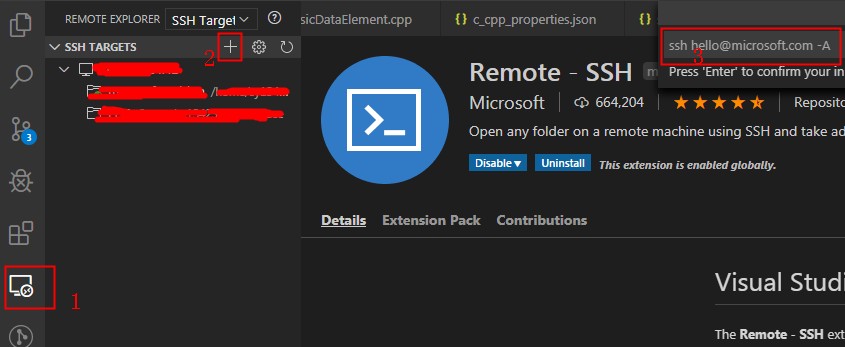 REMOTE EXPLORER SSH Target
sicDataElement.cpp
c_cpp_properties.json
SSH TARGETS
2
ssh hello@microsoft.com -A
3
Press 'Enter' to confirm your in
Remote - SSH
Microsoft 664,204 Reposito
Open any folder on a remote machine using SSH and take ad
3
Disable Uninstall This extension is enabled globally.
Details Extension Pack Contributions
1
Visual Studi
The Remote - SSH ext